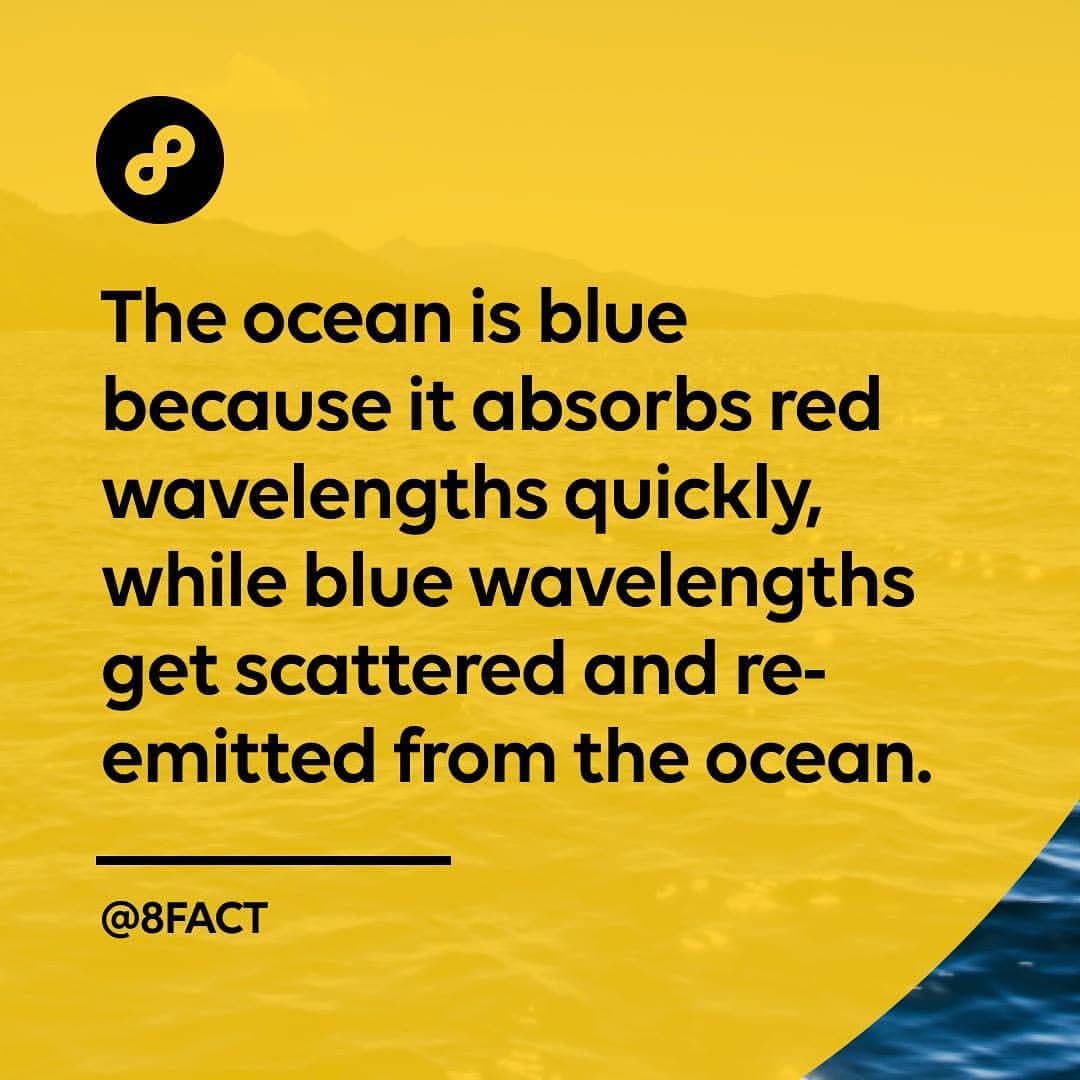 The ocean is blue
because it absorbs red
wavelengths quickly,
while blue wavelengths
get scattered and re-
emitted from the ocean.
@8FACT